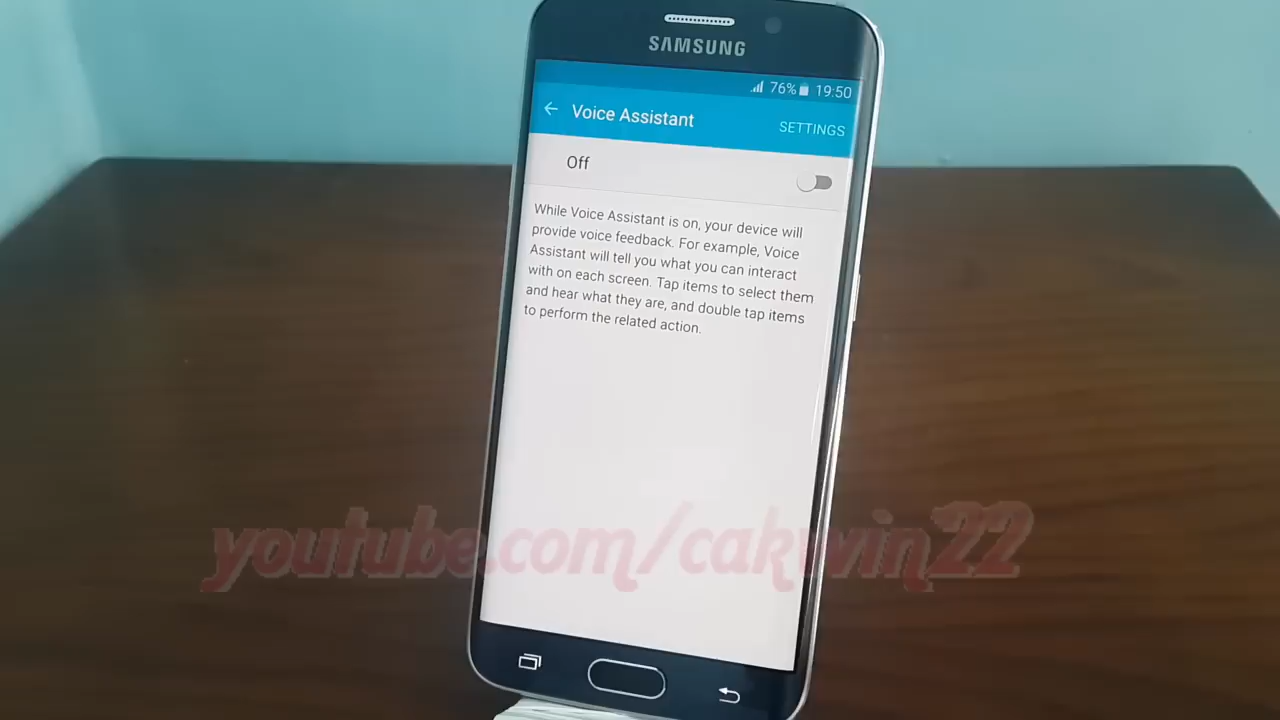 SAMSUNG
76% 19:50
Voice Assistant
SETTINGS
Off
While Voice Assistant is on, your device will
provide voice feedback. For example, Voice
Assistant will tell you what you can interact
with on each screen. Tap items to select them
and hear what they are, and double tap items
to perform the related action.
youtube.com/cakwin22